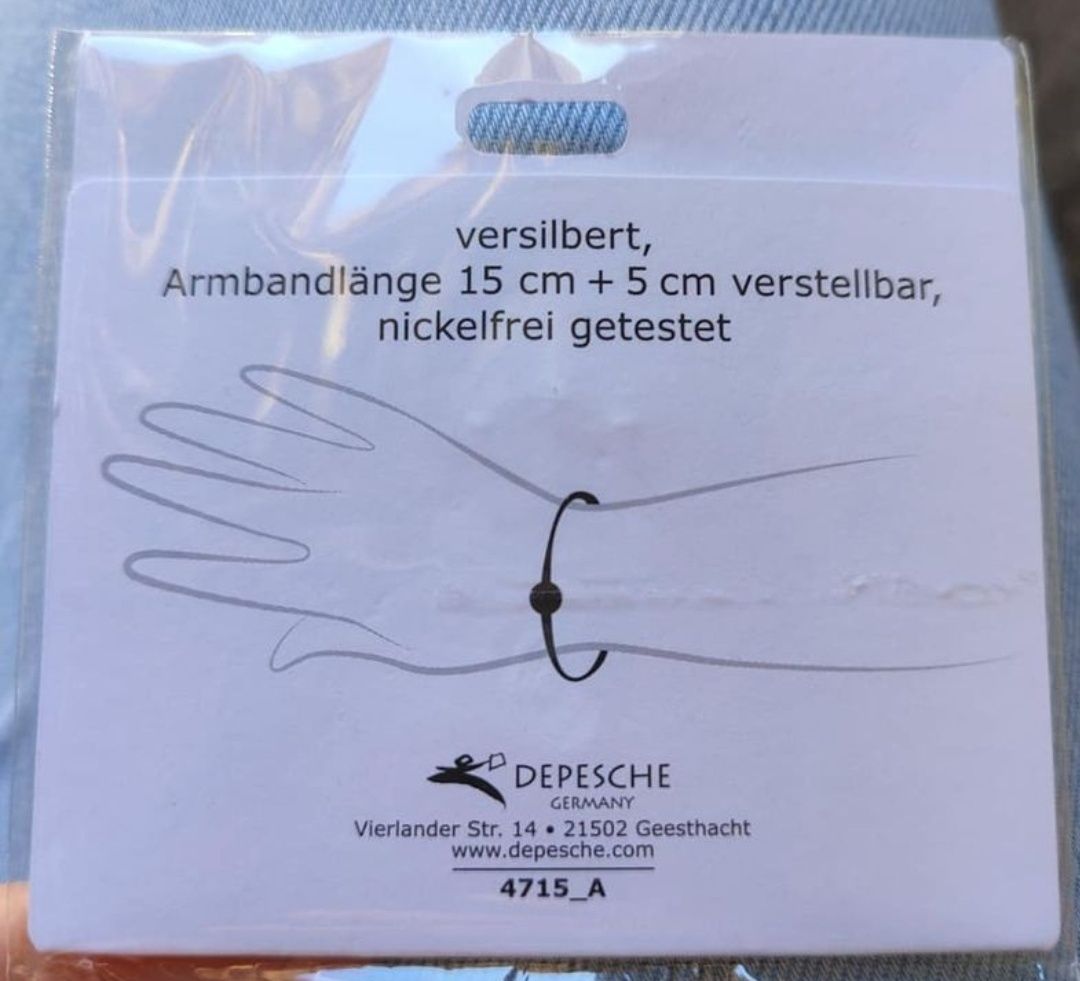 versilbert,
Armbandlänge 15 cm + 5 cm verstellbar,
nickelfrei getestet
DEPESCHE
GERMANY
Vierlander Str. 14 • 21502 Geesthacht
www.depesche.com
4715_A